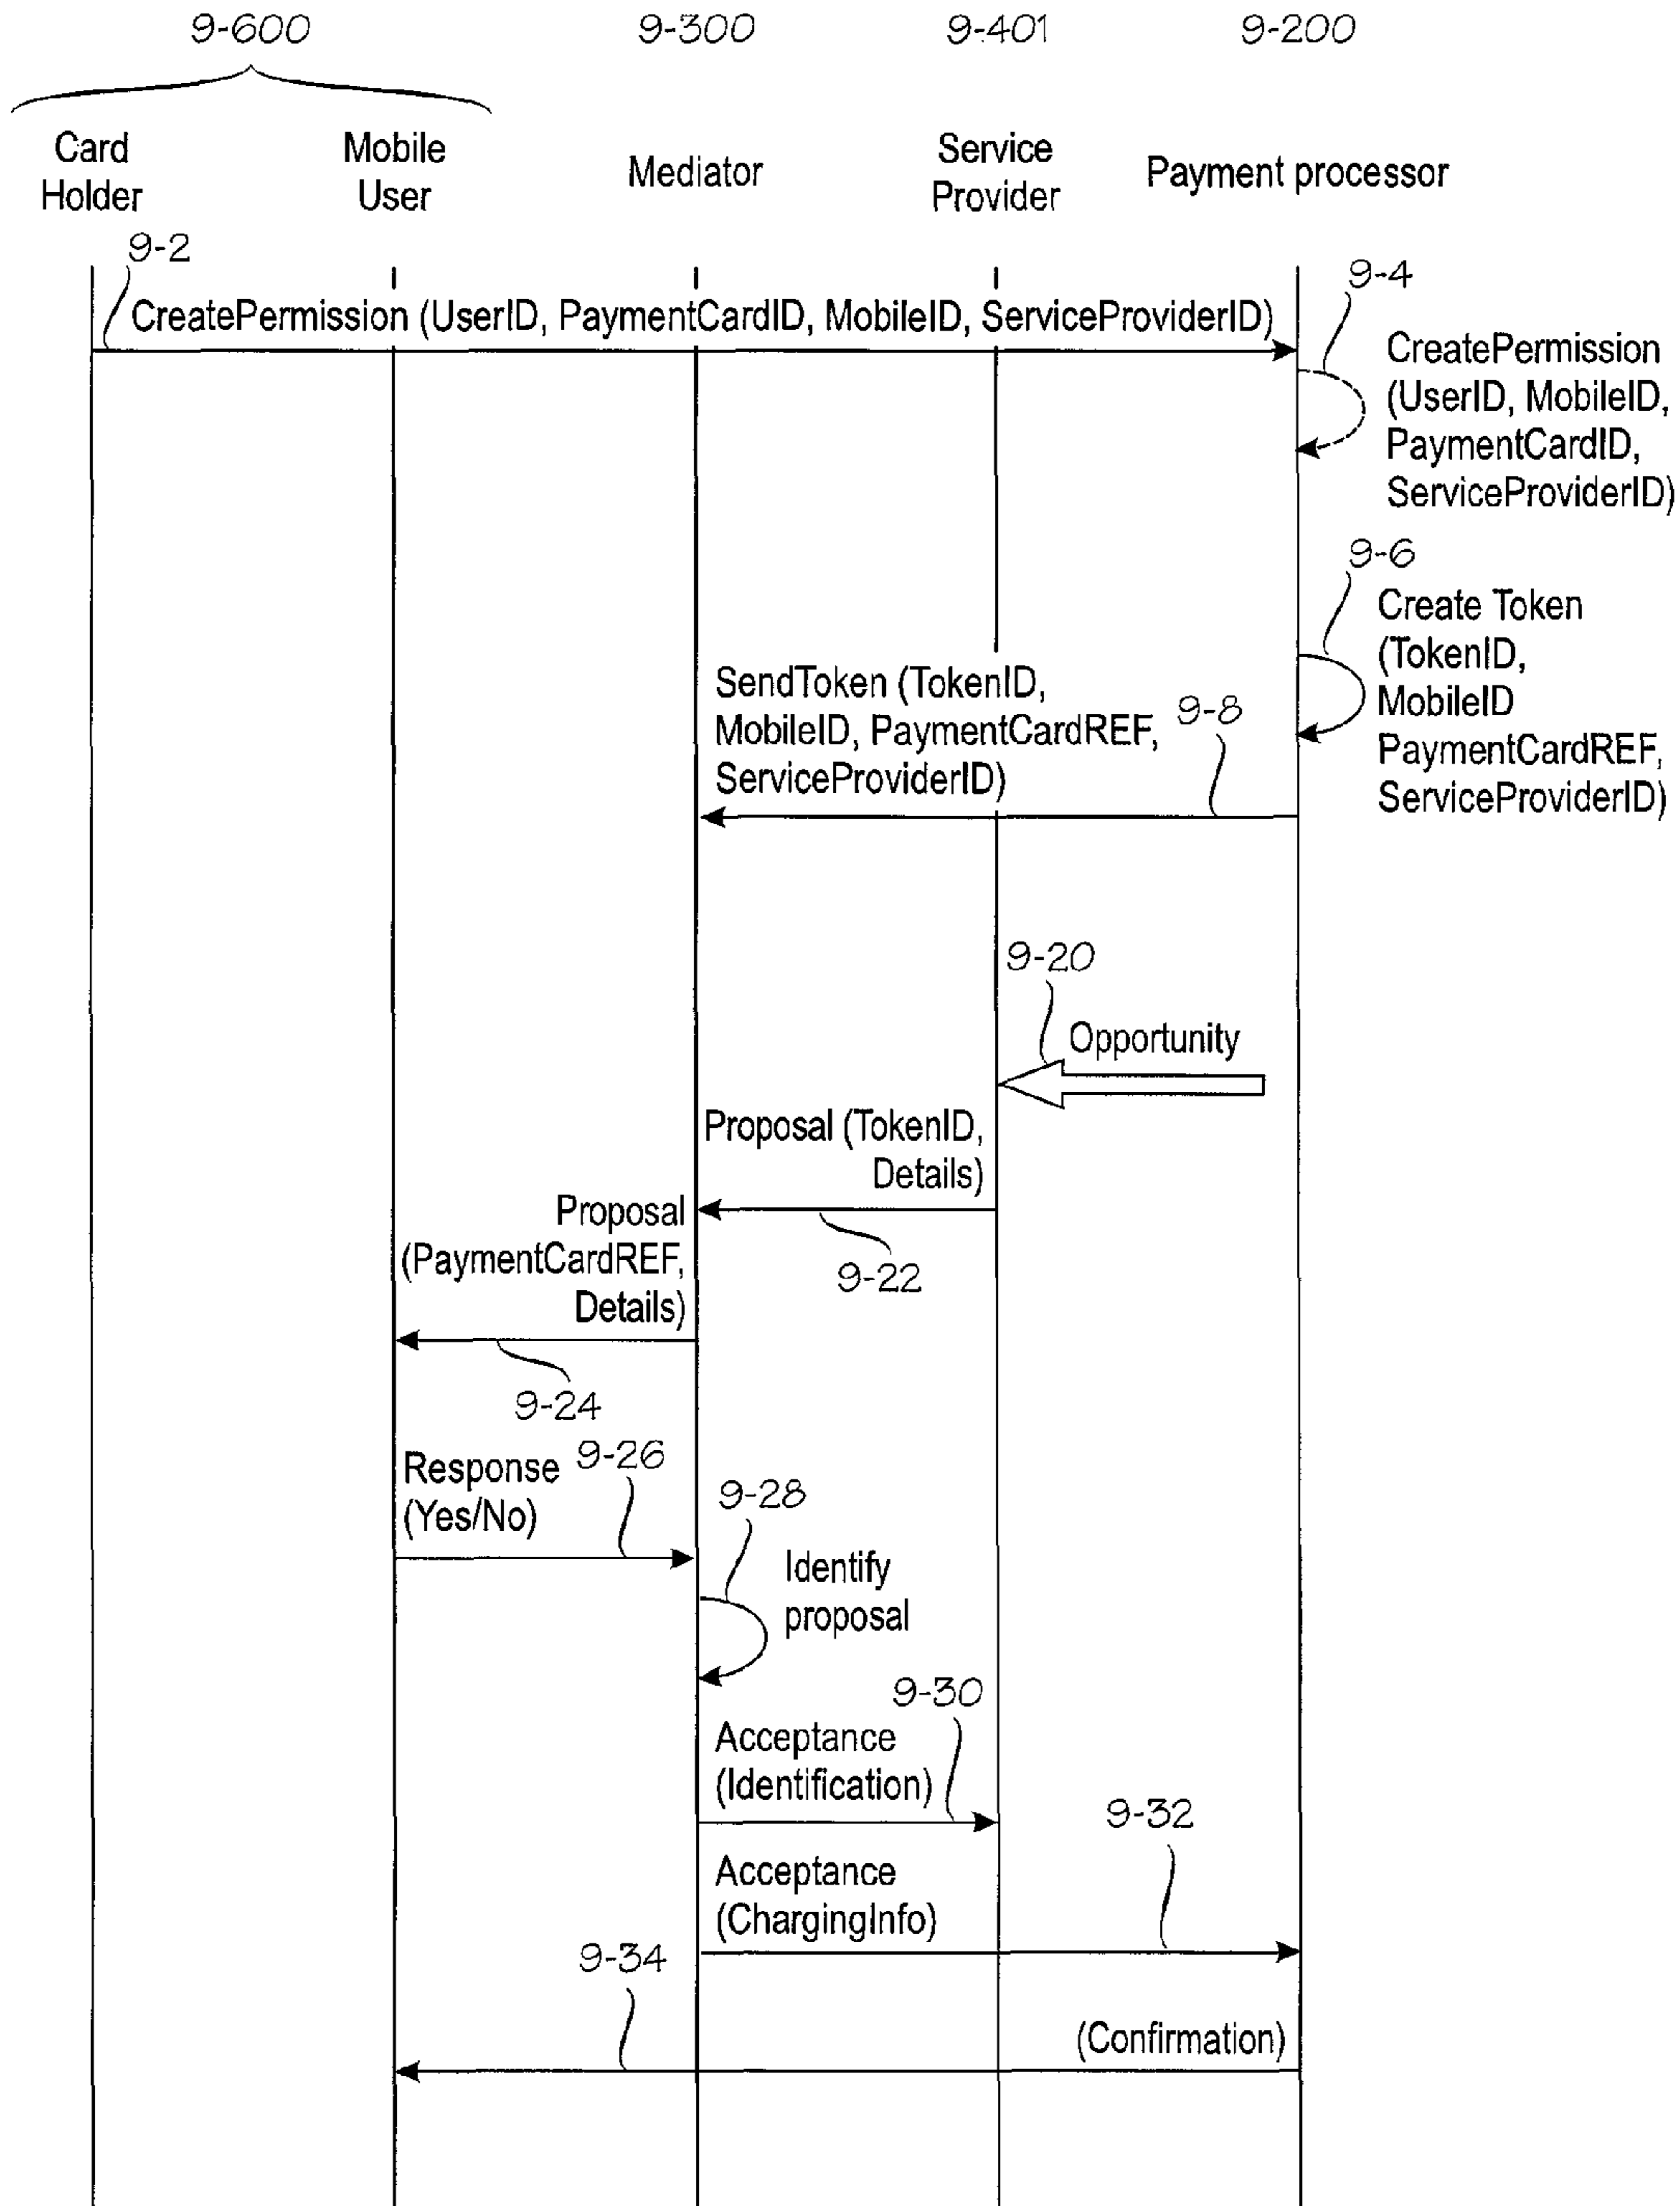 9-600 9-300 9-401 9-200
Card
Holder
Mobile
User
Mediator
Service
Provider
Payment processor
9-2
CreatePermission (UserID, PaymentCardID, MobileID, ServiceProviderID)
9-4
CreatePermission
(UserID, MobileID,
PaymentCardID,
ServiceProviderID)
9-6
Create Token
(TokenID,
MobileID
PaymentCardREF,
ServiceProviderID)
SendToken (TokenID,
MobileID, PaymentCardREF,
ServiceProviderID)
9-8
9-20
Opportunity
Proposal (TokenID,
Details)
9-22
Proposal
(PaymentCardREF,
Details)
9-24
Response
(Yes/No)
9-26
9-28
Identify
proposal
9-30
Acceptance
(Identification)
9-32
Acceptance
(ChargingInfo)
9-34
(Confirmation)